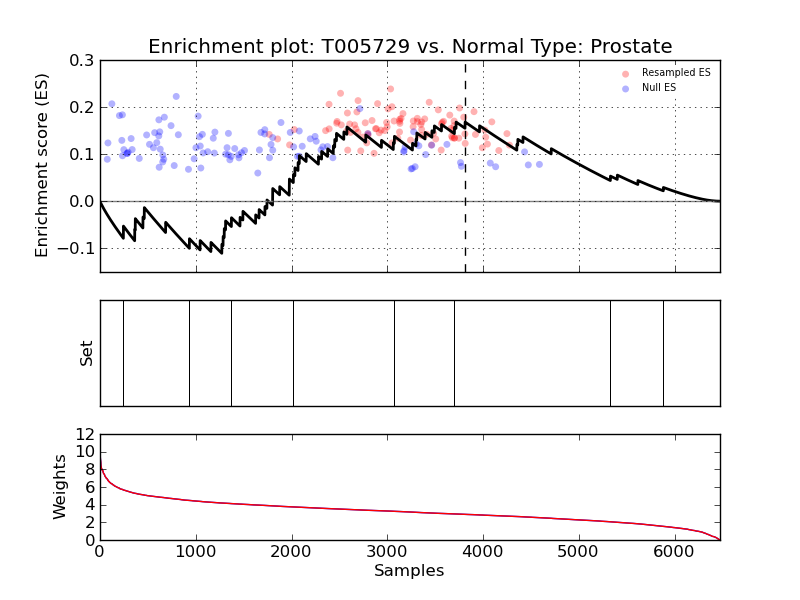 Enrichment plot: T005729 vs. Normal Type: Prostate
Enrichment score (ES)
0.3
0.2
0.1
0.0
−0.1
Resampled ES
Null ES
Set
Weights
12
10
8
6
4
2
0
0 1000 2000 3000 4000 5000 6000
Samples